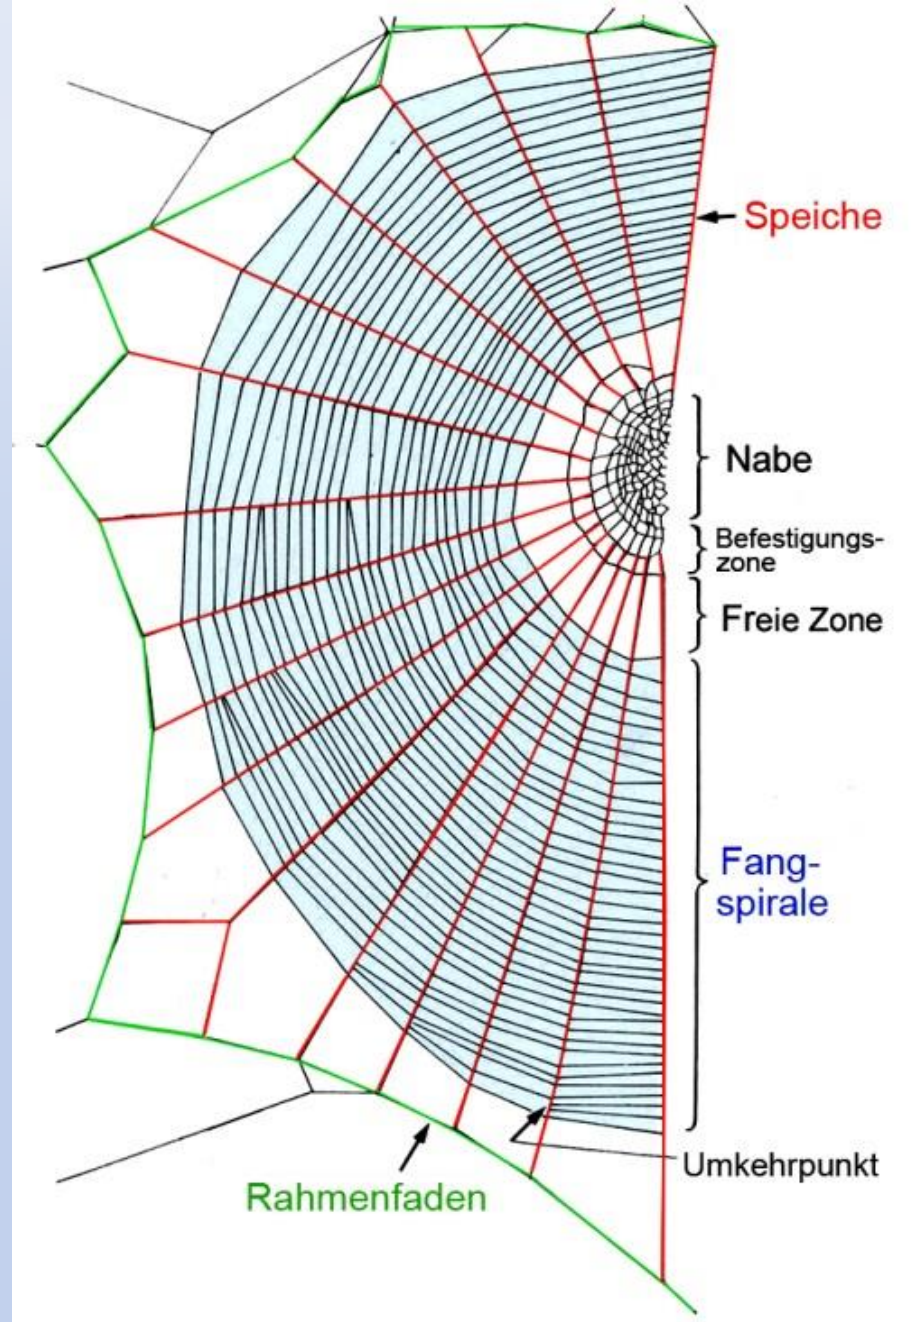 Speiche
Nabe
Befestigungs-
zone
Freie Zone
Fang-
spirale
Umkehrpunkt
Rahmenfaden